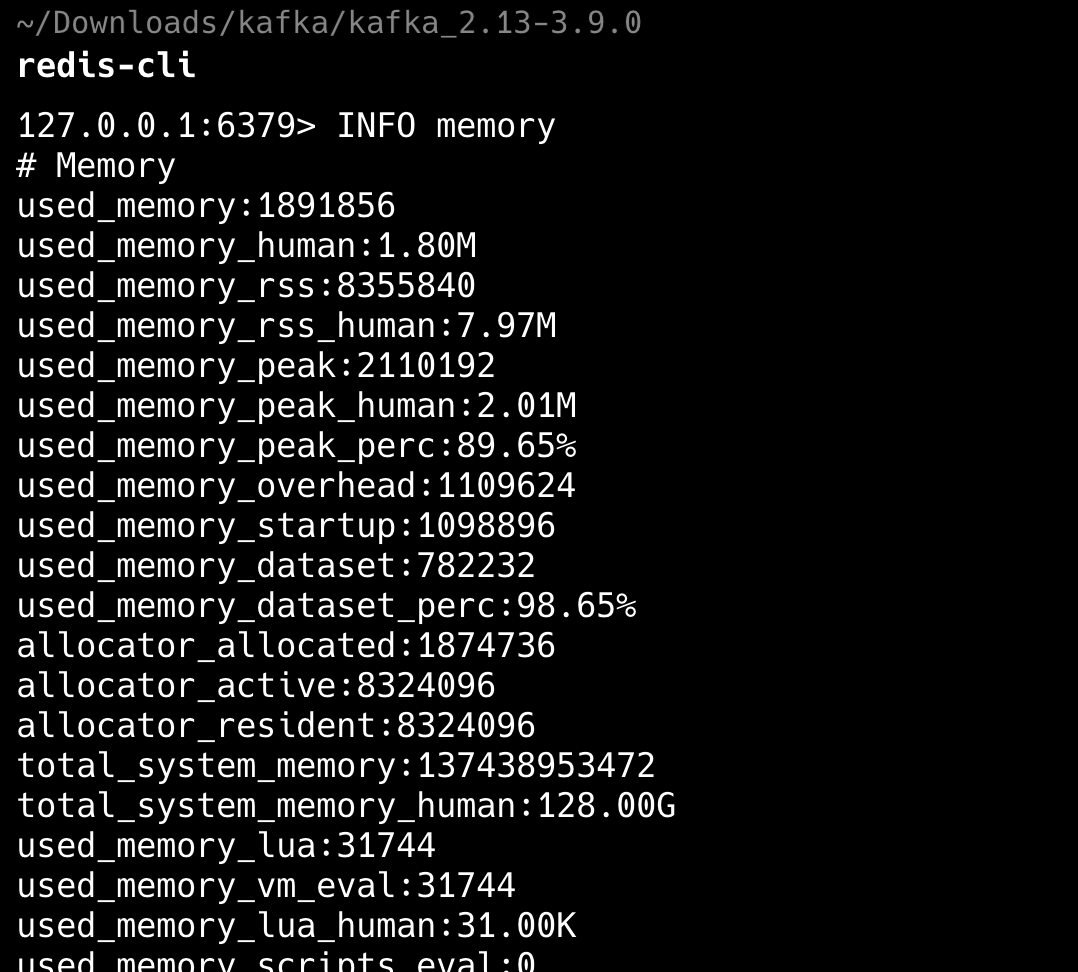 ~/Downloads/kafka/kafka_2.13-3.9.0
redis-cli
127.0.0.1:6379> INFO memory
# Memory
used_memory:1891856
used_memory_human:1.80M
used_memory_rss:8355840
used_memory_rss_human:7.97M
used_memory_peak:2110192
used_memory_peak_human:2.01M
used_memory_peak_perc:89.65%
used_memory_overhead:1109624
used_memory_startup:1098896
used_memory_dataset:782232
used_memory_dataset_perc:98.65%
allocator_allocated:1874736
allocator_active:8324096
allocator_resident:8324096
total_system_memory:137438953472
total_system_memory_human:128.00G
used_memory_lua:31744
used_memory_vm_eval:31744
used_memory_lua_human:31.00K
used_memory_scripts_eval:0